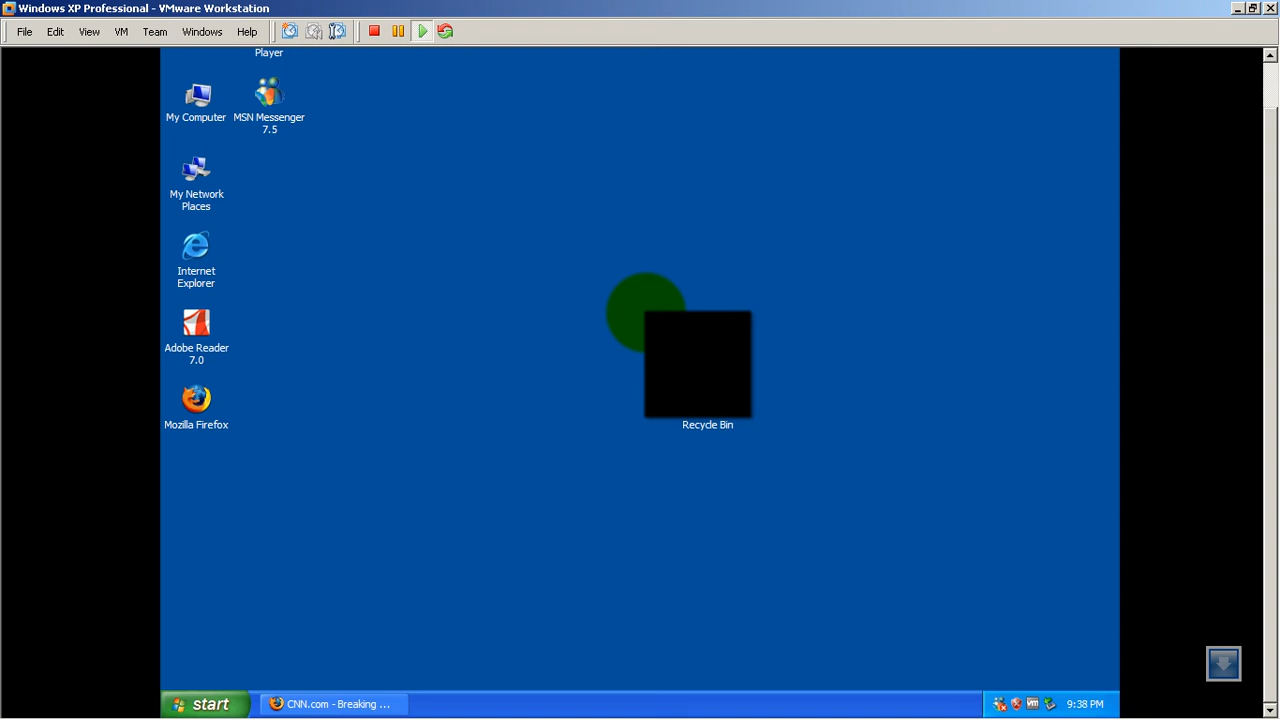 Windows XP Professional - VMware Workstation
File Edit View VM Team Windows Help
Player
My Computer
MSN Messenger
7.5
My Network
Places
Internet
Explorer
Adobe Reader
7.0
Mozilla Firefox
Recycle Bin
start
CNN.com - Breaking ...
9:38 PM